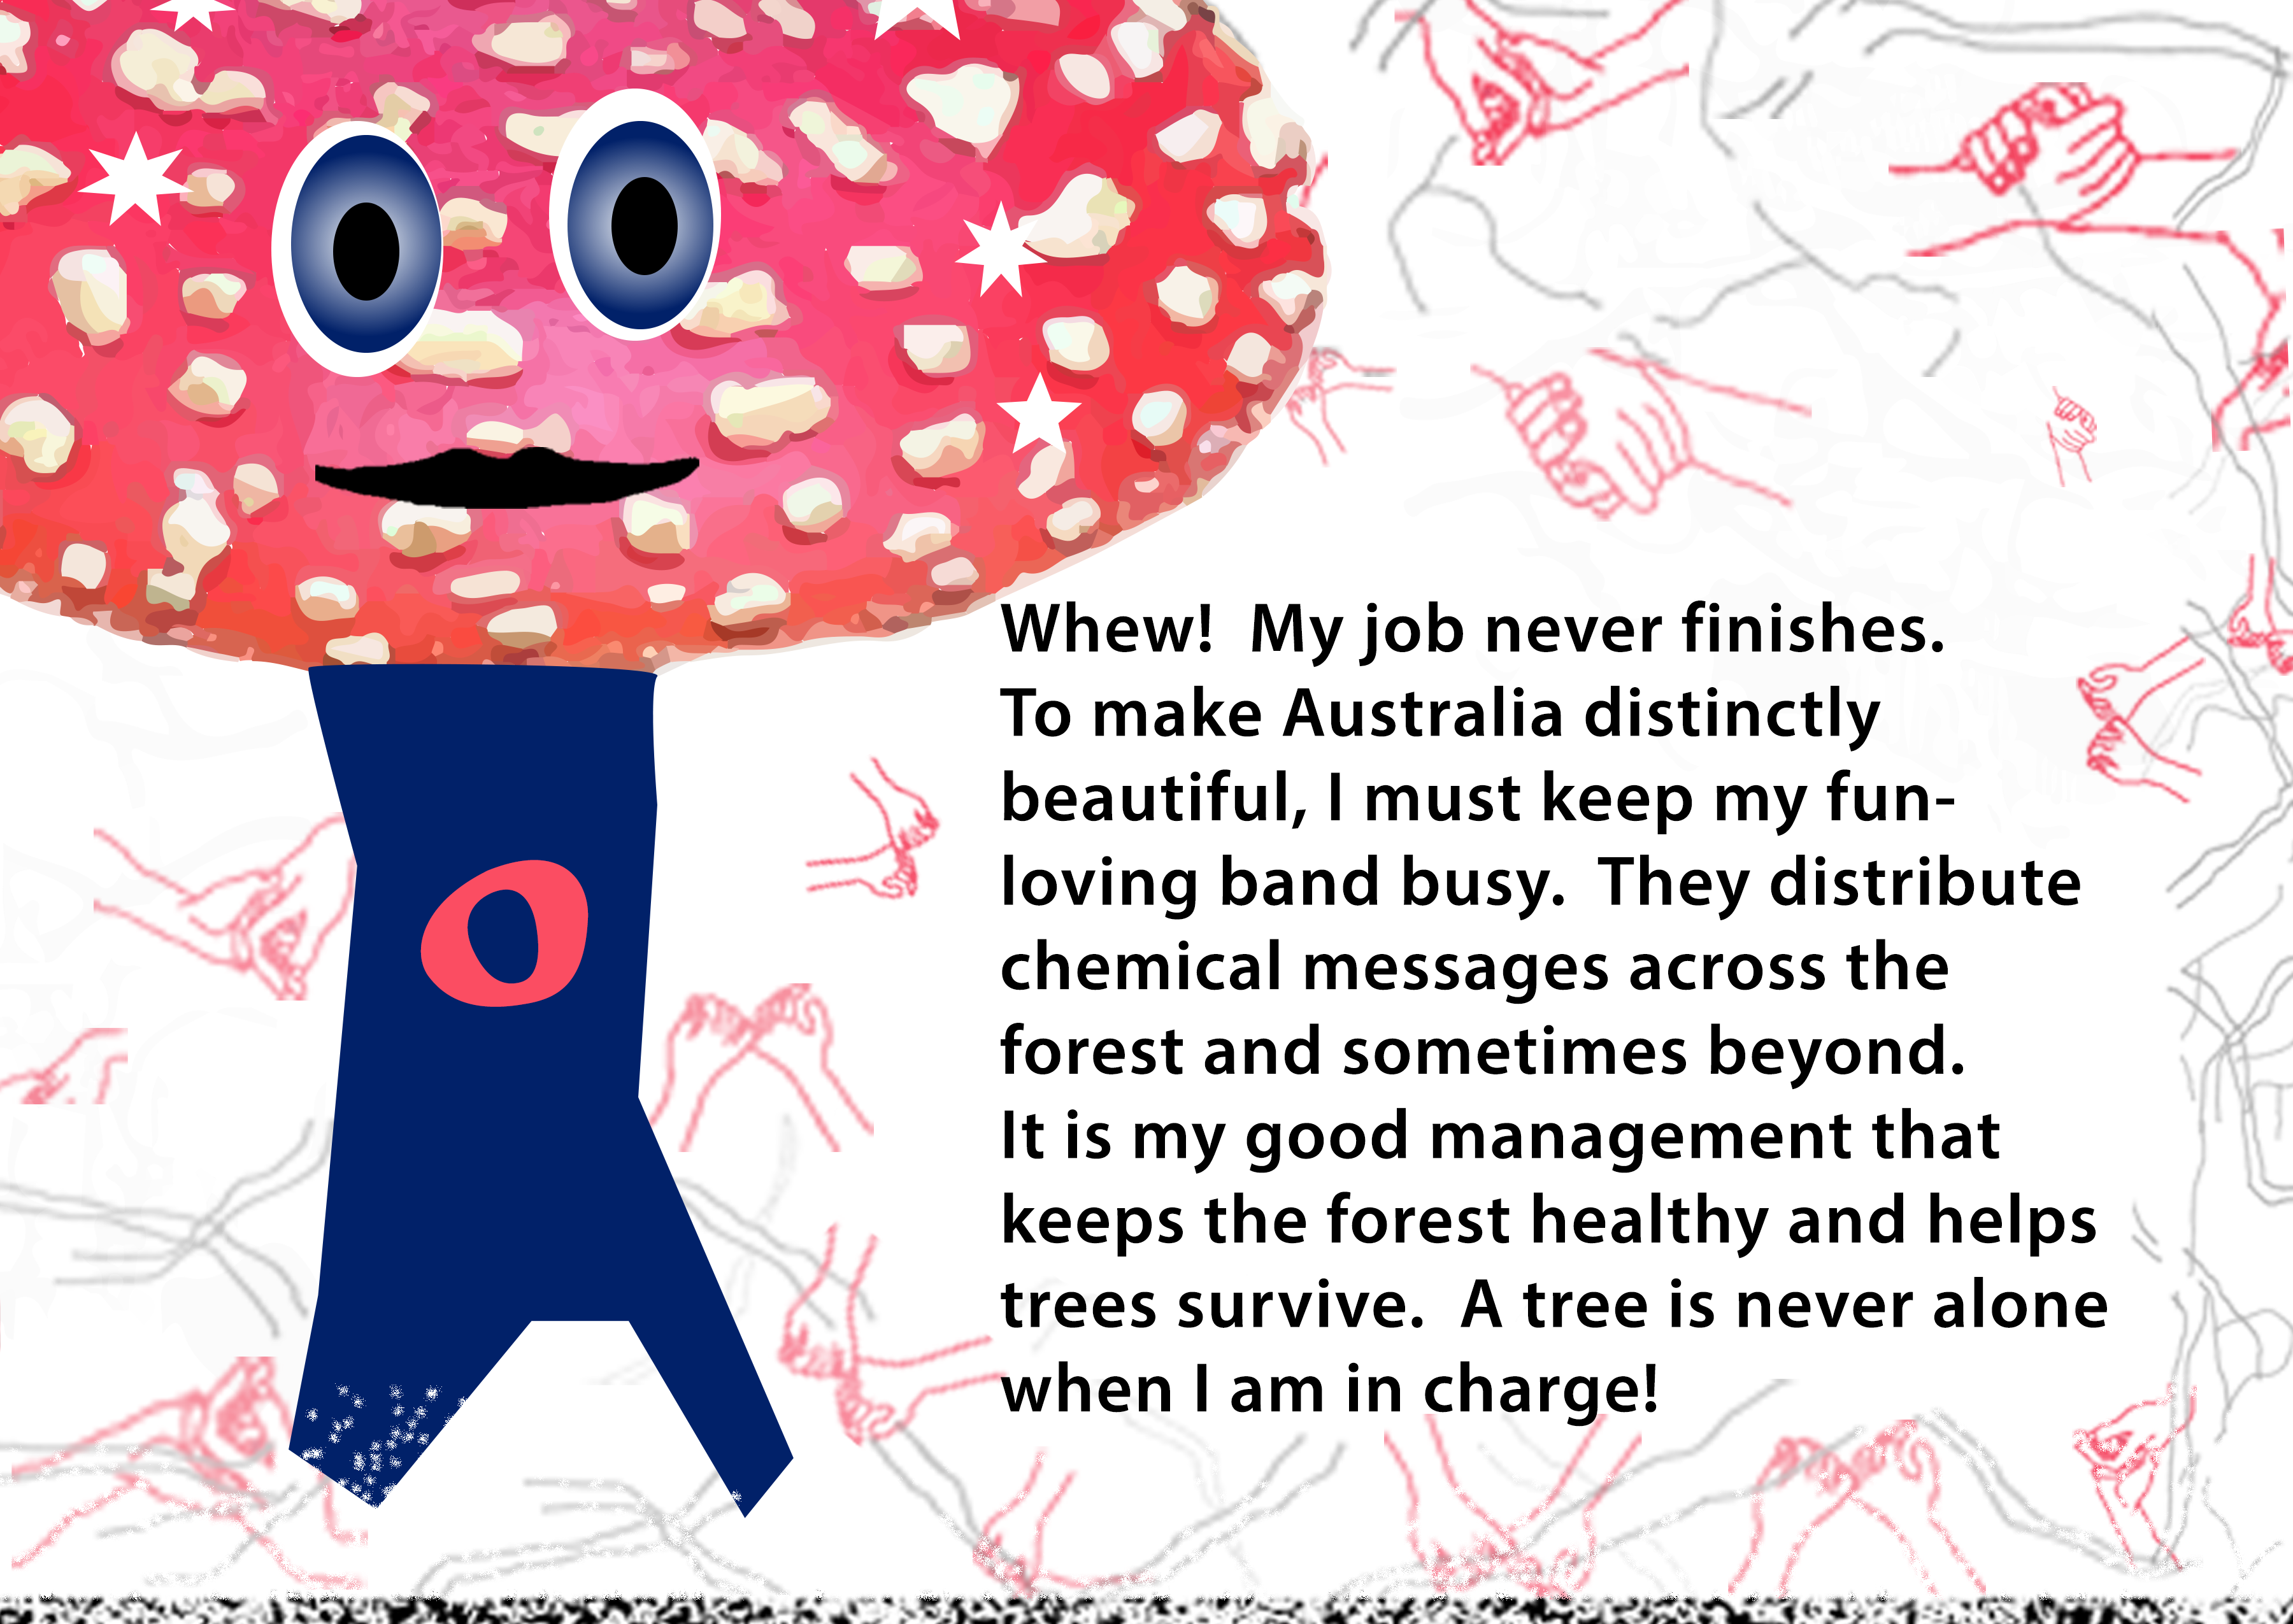 Whew!  My job never finishes.
To make Australia distinctly
beautiful, I must keep my fun-
loving band busy.  They distribute
chemical messages across the
forest and sometimes beyond.
It is my good management that
keeps the forest healthy and helps
trees survive.  A tree is never alone
when I am in charge!